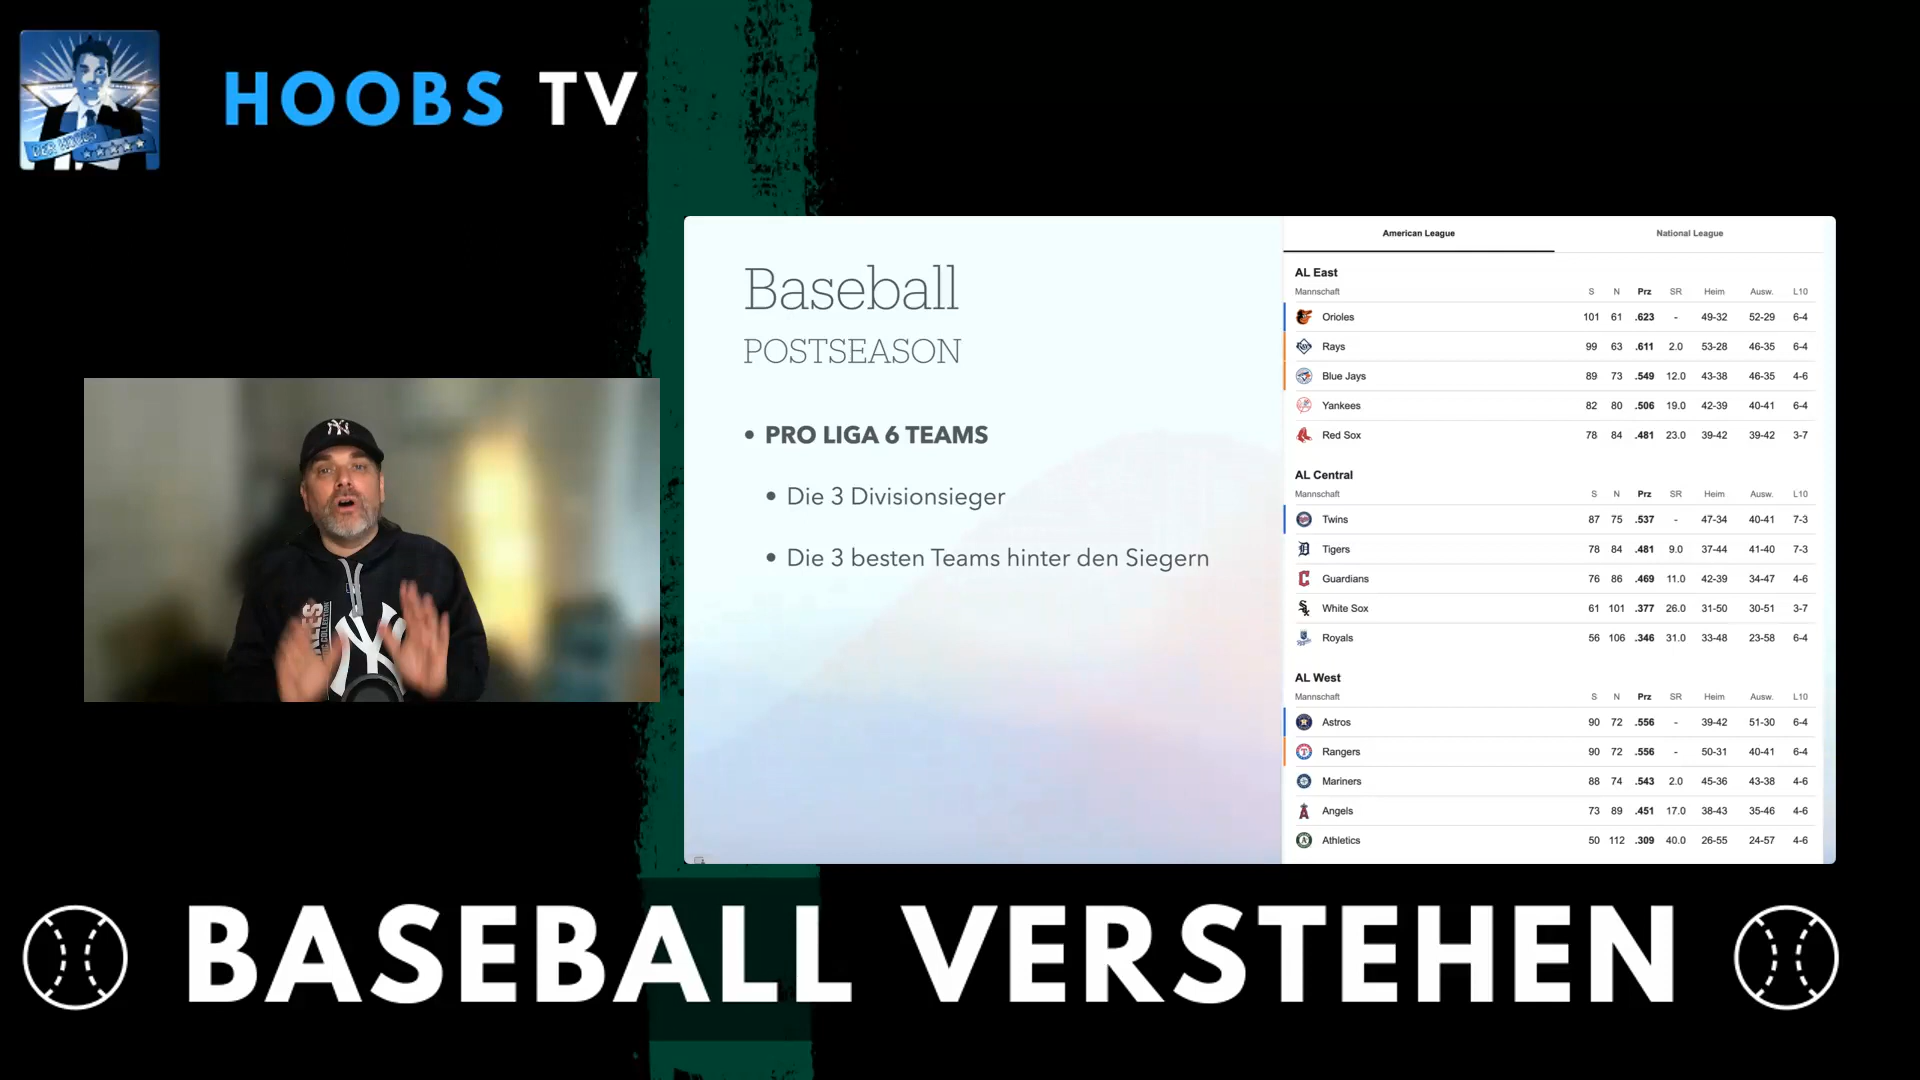 HOOBS TV
DER HOOBS
Baseball
POSTSEASON
• PRO LIGA 6 TEAMS
• Die 3 Divisionsieger
• Die 3 besten Teams hinter den Siegern
American League National League
AL East
Mannschaft S N Prz SR Heim Ausw. L10
Orioles 101 61 .623 - 49-32 52-29 6-4
Rays 99 63 .611 2.0 53-28 46-35 6-4
Blue Jays 89 73 .549 12.0 43-38 46-35 4-6
Yankees 82 80 .506 19.0 42-39 40-41 6-4
Red Sox 78 84 .481 23.0 39-42 39-42 3-7
AL Central
Mannschaft S N Prz SR Heim Ausw. L10
Twins 87 75 .537 - 47-34 40-41 7-3
Tigers 78 84 .481 9.0 37-44 41-40 7-3
Guardians 76 86 .469 11.0 42-39 34-47 4-6
White Sox 61 101 .377 26.0 31-50 30-51 3-7
Royals 56 106 .346 31.0 33-48 23-58 6-4
AL West
Mannschaft S N Prz SR Heim Ausw. L10
Astros 90 72 .556 - 39-42 51-30 6-4
Rangers 90 72 .556 - 50-31 40-41 6-4
Mariners 88 74 .543 2.0 45-36 43-38 4-6
Angels 73 89 .451 17.0 38-43 35-46 4-6
Athletics 50 112 .309 40.0 26-55 24-57 4-6
NY
NY
BASEBALL VERSTEHEN